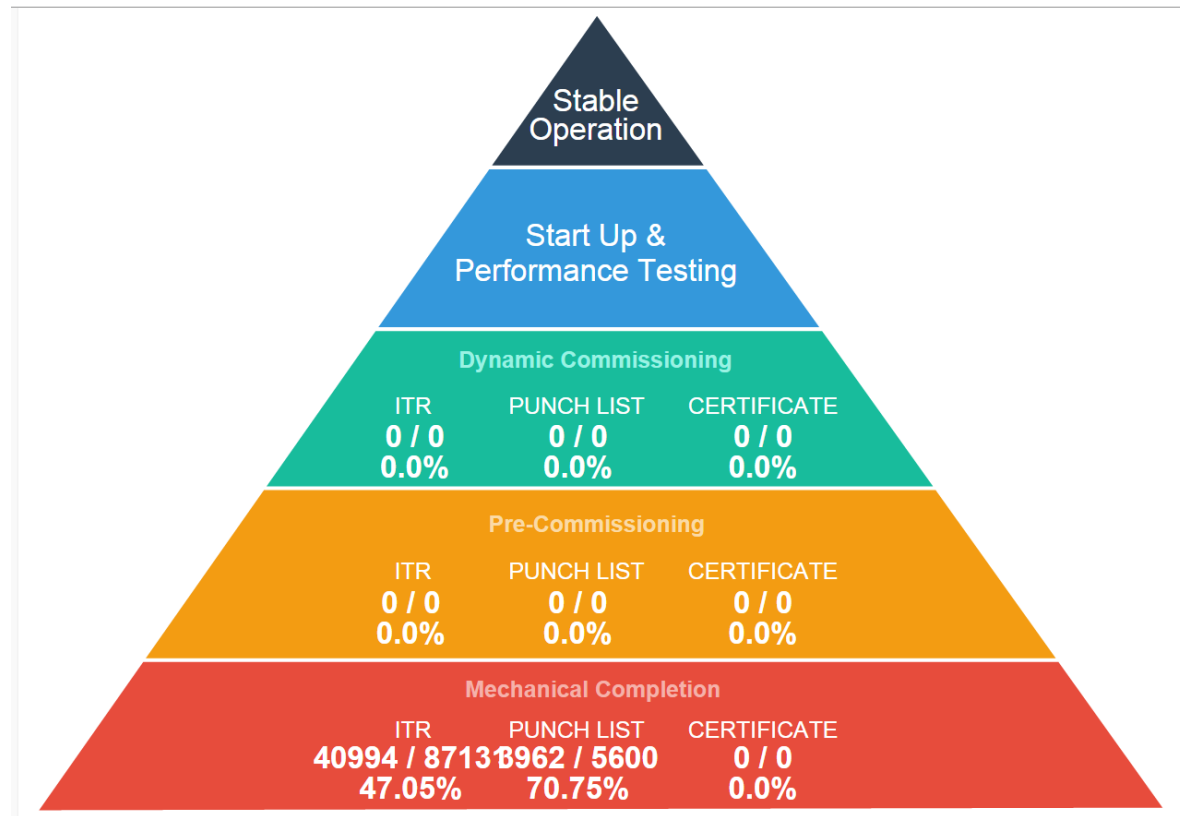 Stable
Operation
Start Up &
Performance Testing
Dynamic Commissioning
ITR PUNCH LIST CERTIFICATE
0 / 0 0 / 0 0 / 0
0.0% 0.0% 0.0%
Pre-Commissioning
ITR PUNCH LIST CERTIFICATE
0 / 0 0 / 0 0 / 0
0.0% 0.0% 0.0%
Mechanical Completion
ITR PUNCH LIST CERTIFICATE
40994 / 87131 3962 / 5600 0 / 0
47.05% 70.75% 0.0%